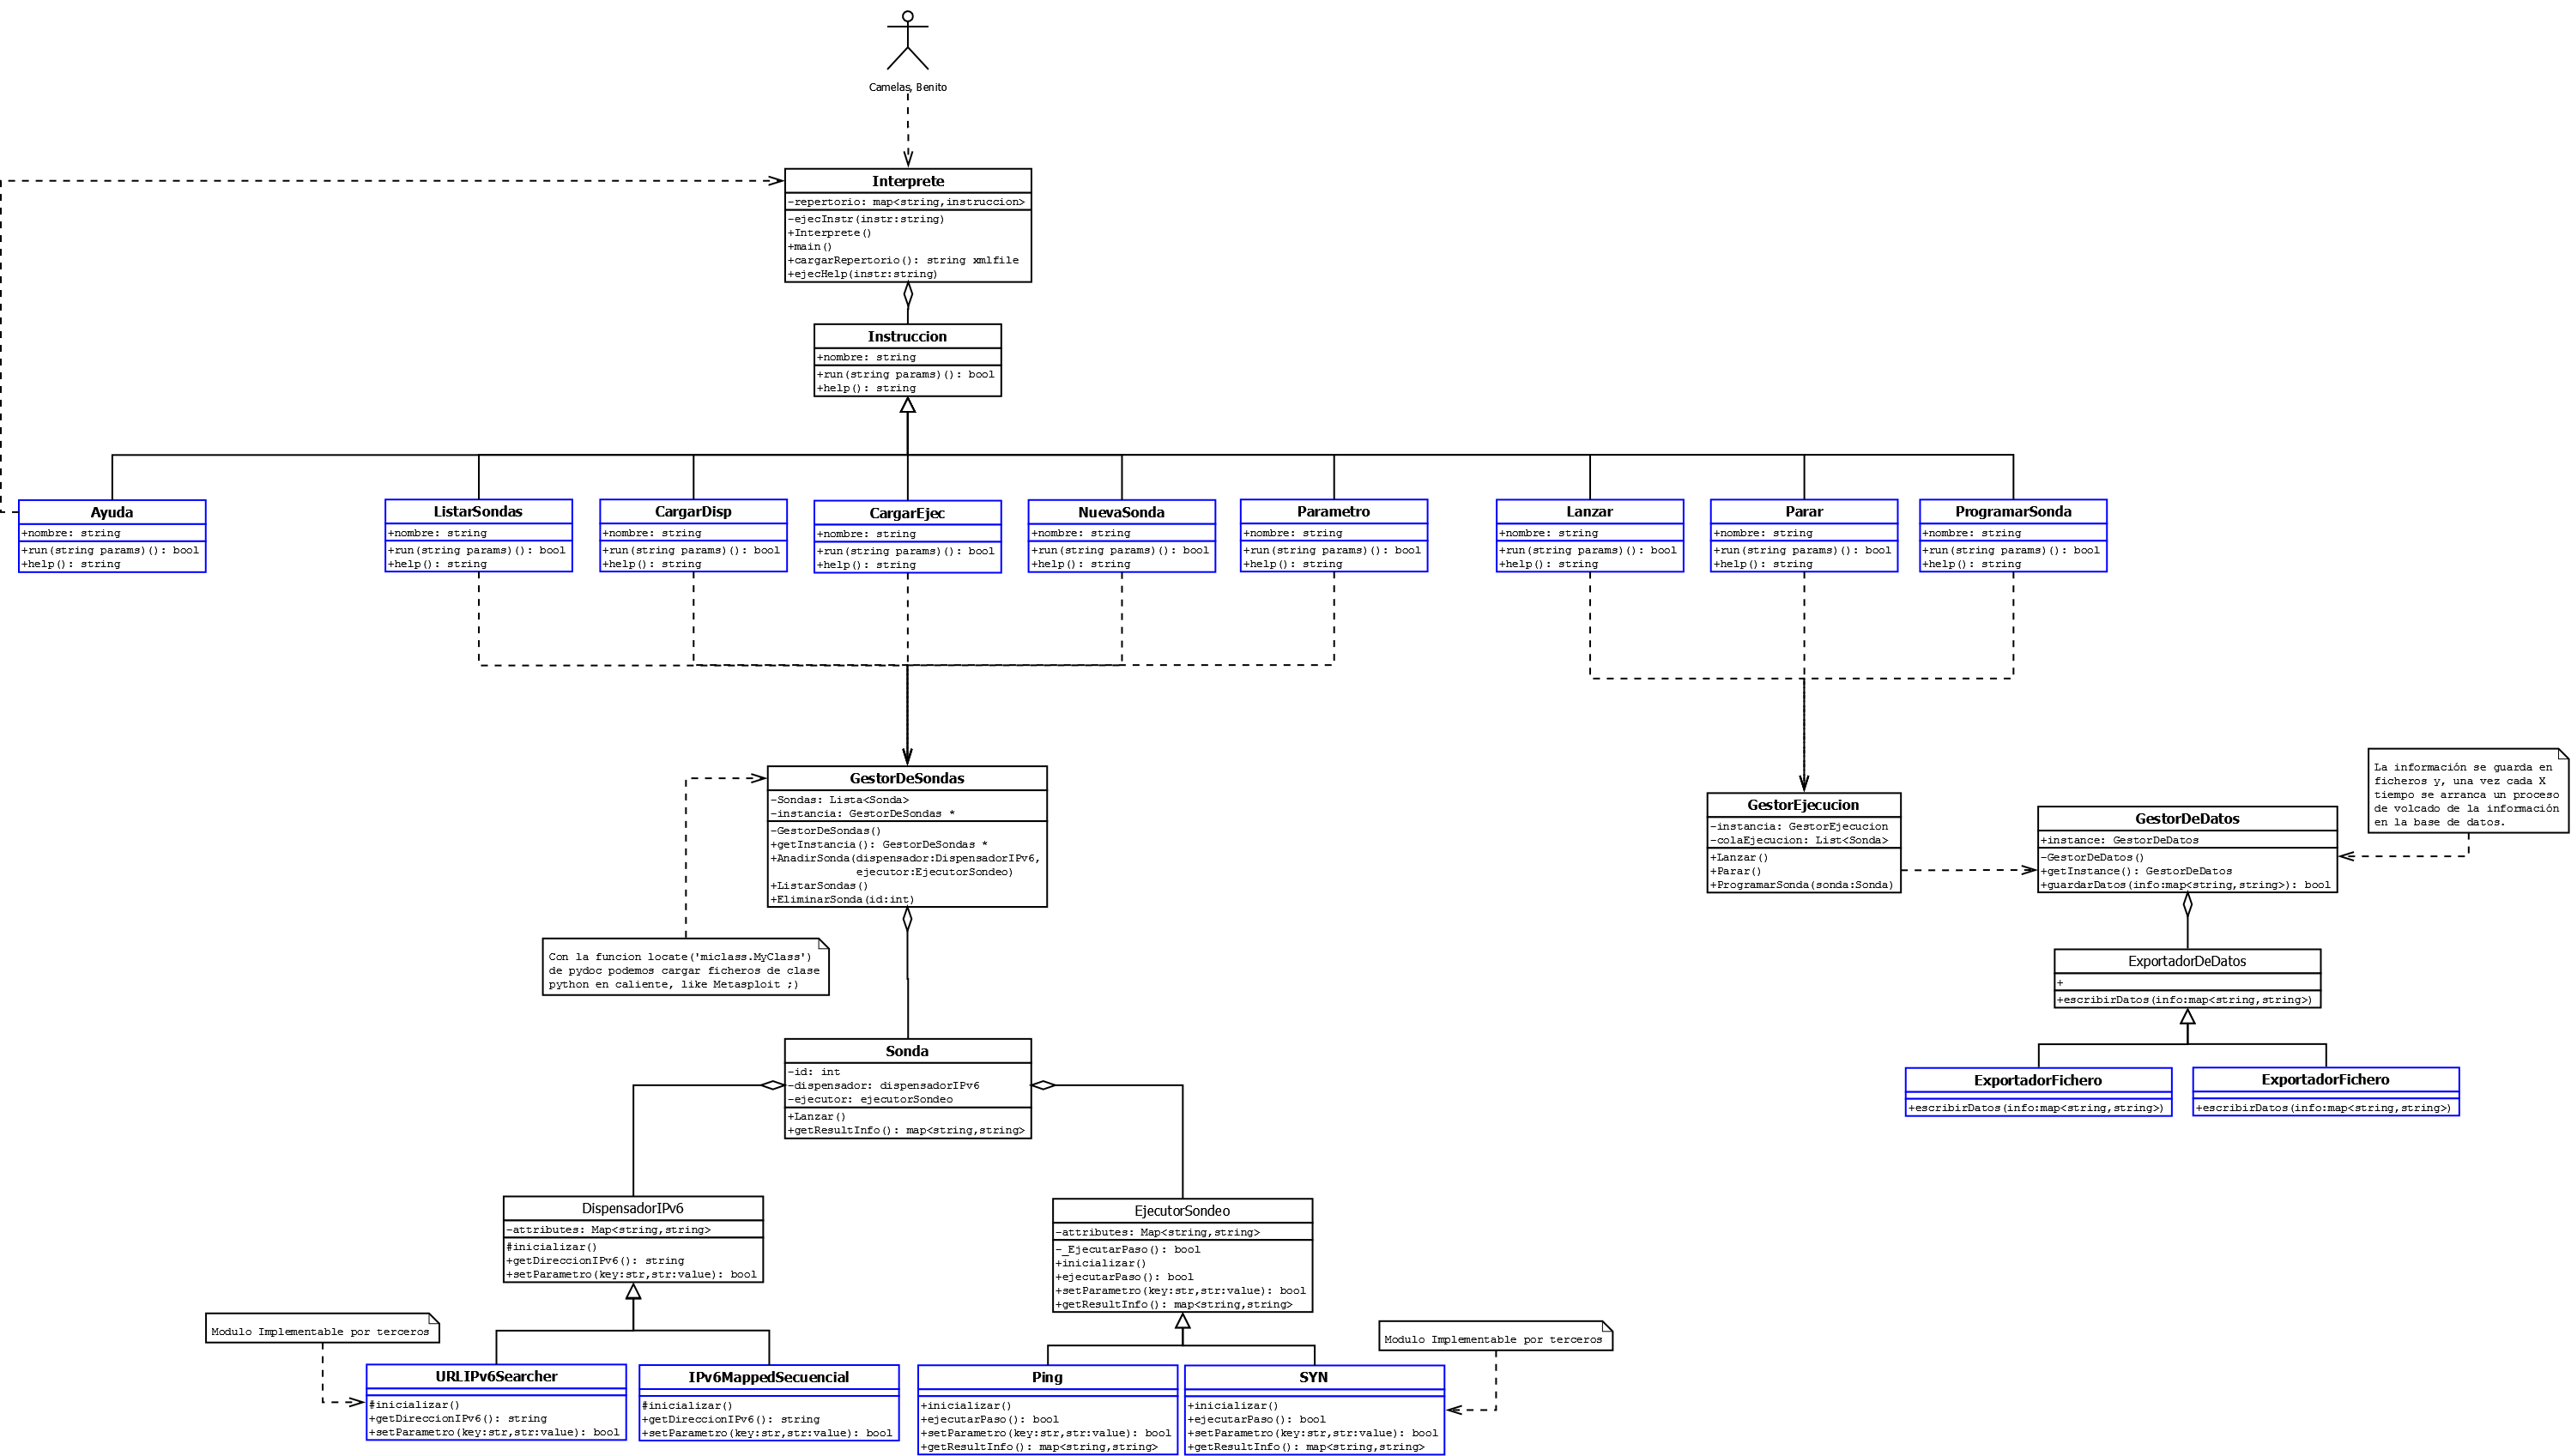 Camelas, Benito
Interprete
-repertorio: map<string,instruccion>
-ejecInstr(instr:string)
+Interprete()
+main()
+cargarRepertorio(): string xmlfile
+ejecHelp(instr:string)
Instruccion
+nombre: string
+run(string params)(): bool
+help(): string
Ayuda
+nombre: string
+run(string params)(): bool
+help(): string
ListarSondas
+nombre: string
+run(string params)(): bool
+help(): string
CargarDisp
+nombre: string
+run(string params)(): bool
+help(): string
CargarEjec
+nombre: string
+run(string params)(): bool
+help(): string
NuevaSonda
+nombre: string
+run(string params)(): bool
+help(): string
Parametro
+nombre: string
+run(string params)(): bool
+help(): string
Lanzar
+nombre: string
+run(string params)(): bool
+help(): string
Parar
+nombre: string
+run(string params)(): bool
+help(): string
ProgramarSonda
+nombre: string
+run(string params)(): bool
+help(): string
GestorDeSondas
-Sondas: Lista<Sonda>
-instancia: GestorDeSondas *
-GestorDeSondas()
+getInstancia(): GestorDeSondas *
+AnadirSonda(dispensador:DispensadorIPv6,
ejecutor:EjecutorSondeo)
+ListarSondas()
+EliminarSonda(id:int)
GestorEjecucion
-instancia: GestorEjecucion
-colaEjecucion: List<Sonda>
+Lanzar()
+Parar()
+ProgramarSonda(sonda:Sonda)
GestorDeDatos
+instance: GestorDeDatos
-GestorDeDatos()
+getInstance(): GestorDeDatos
+guardarDatos(info:map<string,string>): bool
La información se guarda en
ficheros y, una vez cada X
tiempo se arranca un proceso
de volcado de la información
en la base de datos.
Con la funcion locate('miclass.MyClass')
de pydoc podemos cargar ficheros de clase
python en caliente, like Metasploit ;)
ExportadorDeDatos
+
+escribirDatos(info:map<string,string>)
ExportadorFichero
+escribirDatos(info:map<string,string>)
ExportadorFichero
+escribirDatos(info:map<string,string>)
Sonda
-id: int
-dispensador: dispensadorIPv6
-ejecutor: ejecutorSondeo
+Lanzar()
+getResultInfo(): map<string,string>
DispensadorIPv6
-attributes: Map<string,string>
#inicializar()
+getDireccionIPv6(): string
+setParametro(key:str,str:value): bool
EjecutorSondeo
-attributes: Map<string,string>
-_EjecutarPaso(): bool
+inicializar()
+ejecutarPaso(): bool
+setParametro(key:str,str:value): bool
+getResultInfo(): map<string,string>
Modulo Implementable por terceros
Modulo Implementable por terceros
URLIPv6Searcher
#inicializar()
+getDireccionIPv6(): string
+setParametro(key:str,str:value): bool
IPv6MappedSecuencial
#inicializar()
+getDireccionIPv6(): string
+setParametro(key:str,str:value): bool
Ping
+inicializar()
+ejecutarPaso(): bool
+setParametro(key:str,str:value): bool
+getResultInfo(): map<string,string>
SYN
+inicializar()
+ejecutarPaso(): bool
+setParametro(key:str,str:value): bool
+getResultInfo(): map<string,string>